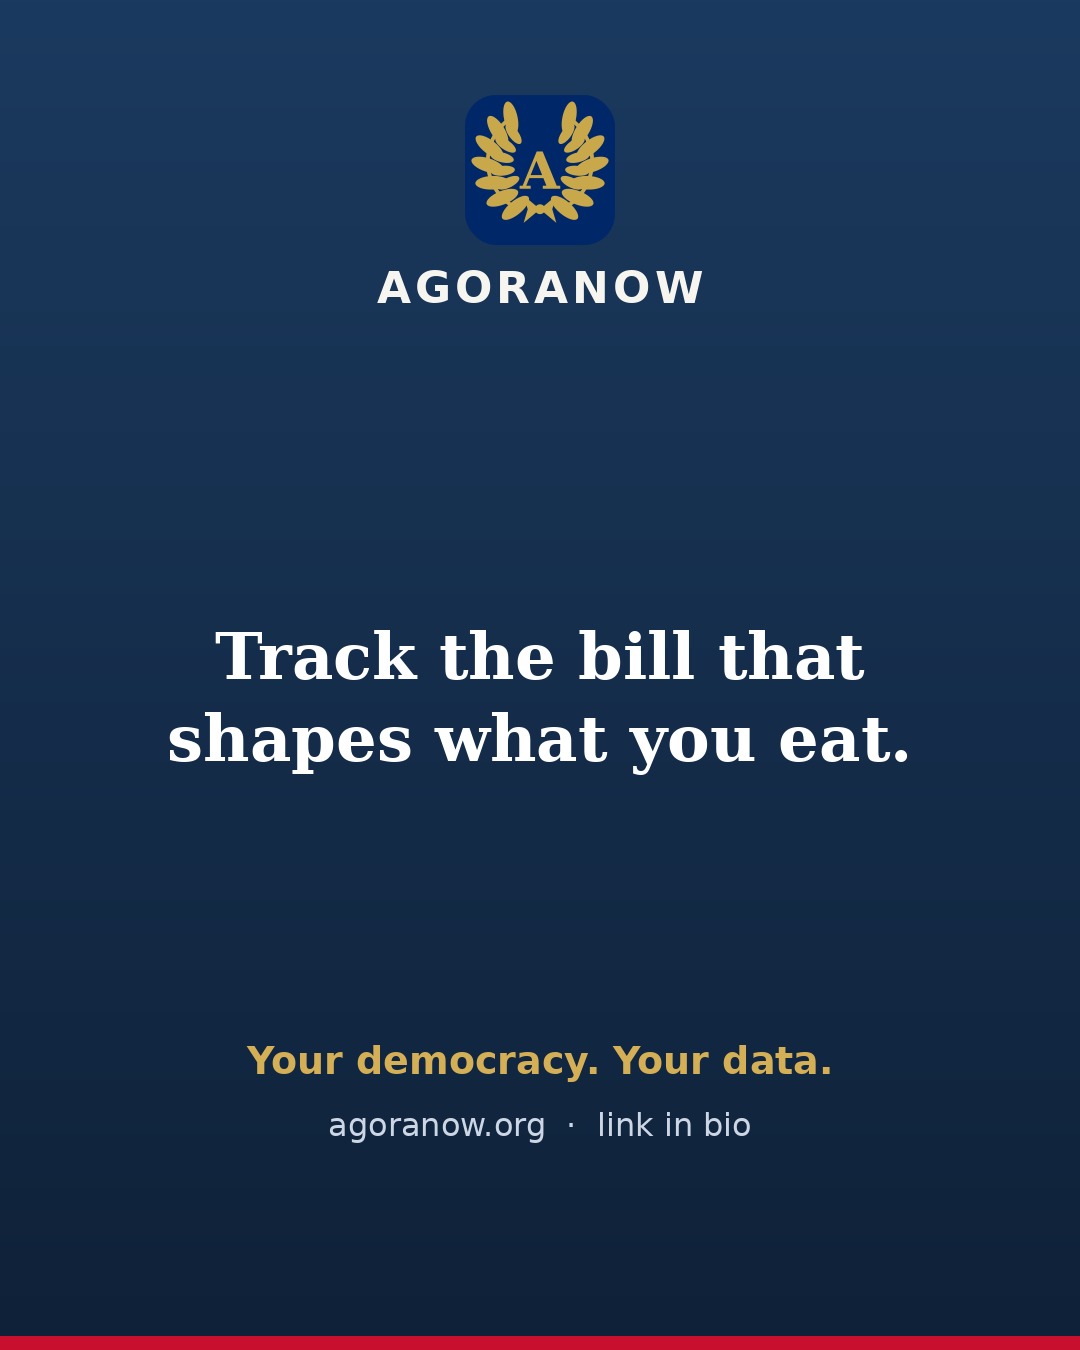 A
AGORANOW
Track the bill that
shapes what you eat.
Your democracy. Your data.
agoranow.org · link in bio